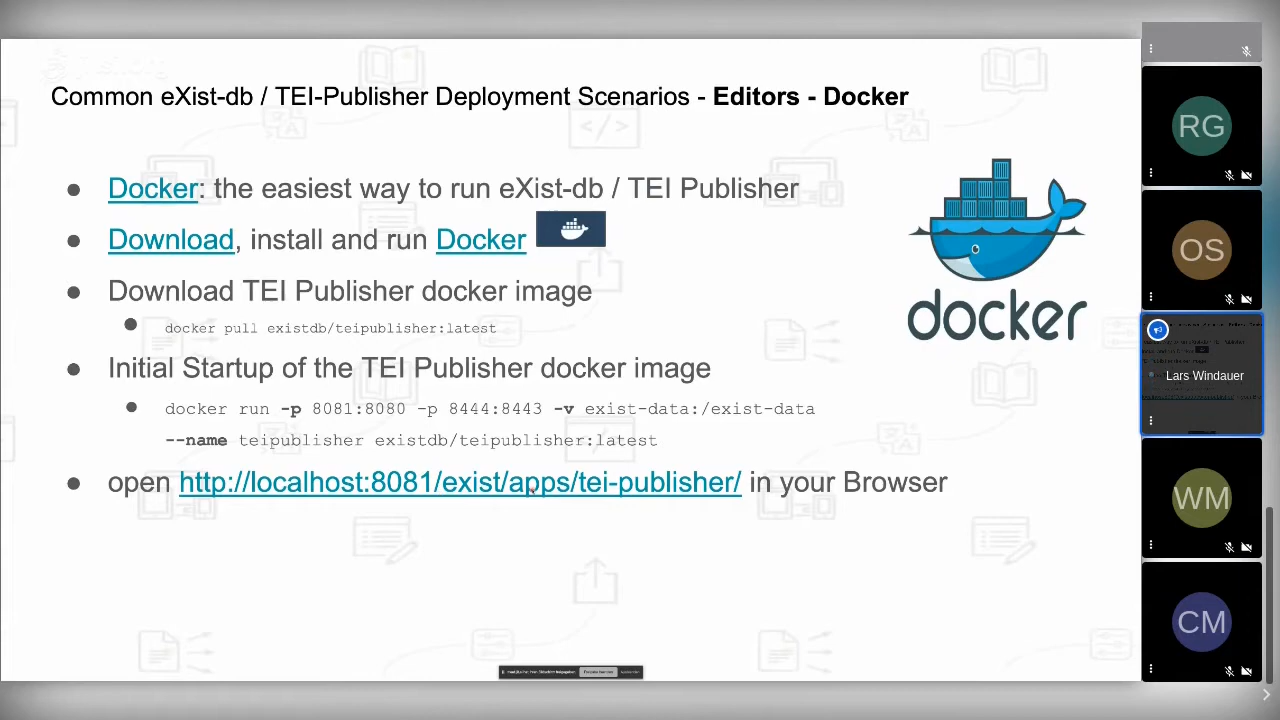 Common eXist-db / TEI-Publisher Deployment Scenarios - Editors - Docker
Docker: the easiest way to run eXist-db / TEI Publisher
Download, install and run Docker
Download TEI Publisher docker image
docker pull existdb/teipublisher:latest
Initial Startup of the TEI Publisher docker image
docker run -p 8081:8080 -p 8444:8443 -v exist-data:/exist-data
--name teipublisher existdb/teipublisher:latest
open http://localhost:8081/exist/apps/tei-publisher/ in your Browser
docker
RG
OS
Lars Windauer
WM
CM